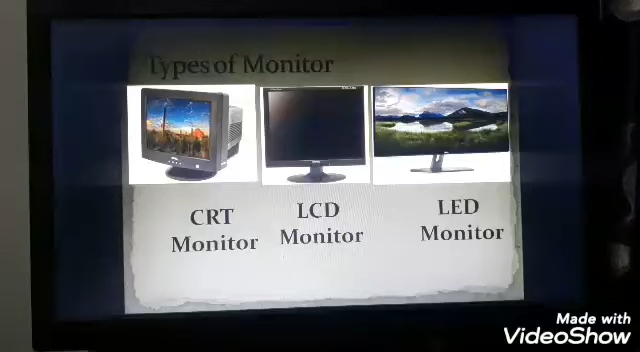 Types of Monitor
CRT
Monitor
LCD
Monitor
LED
Monitor
Made with
VideoShow